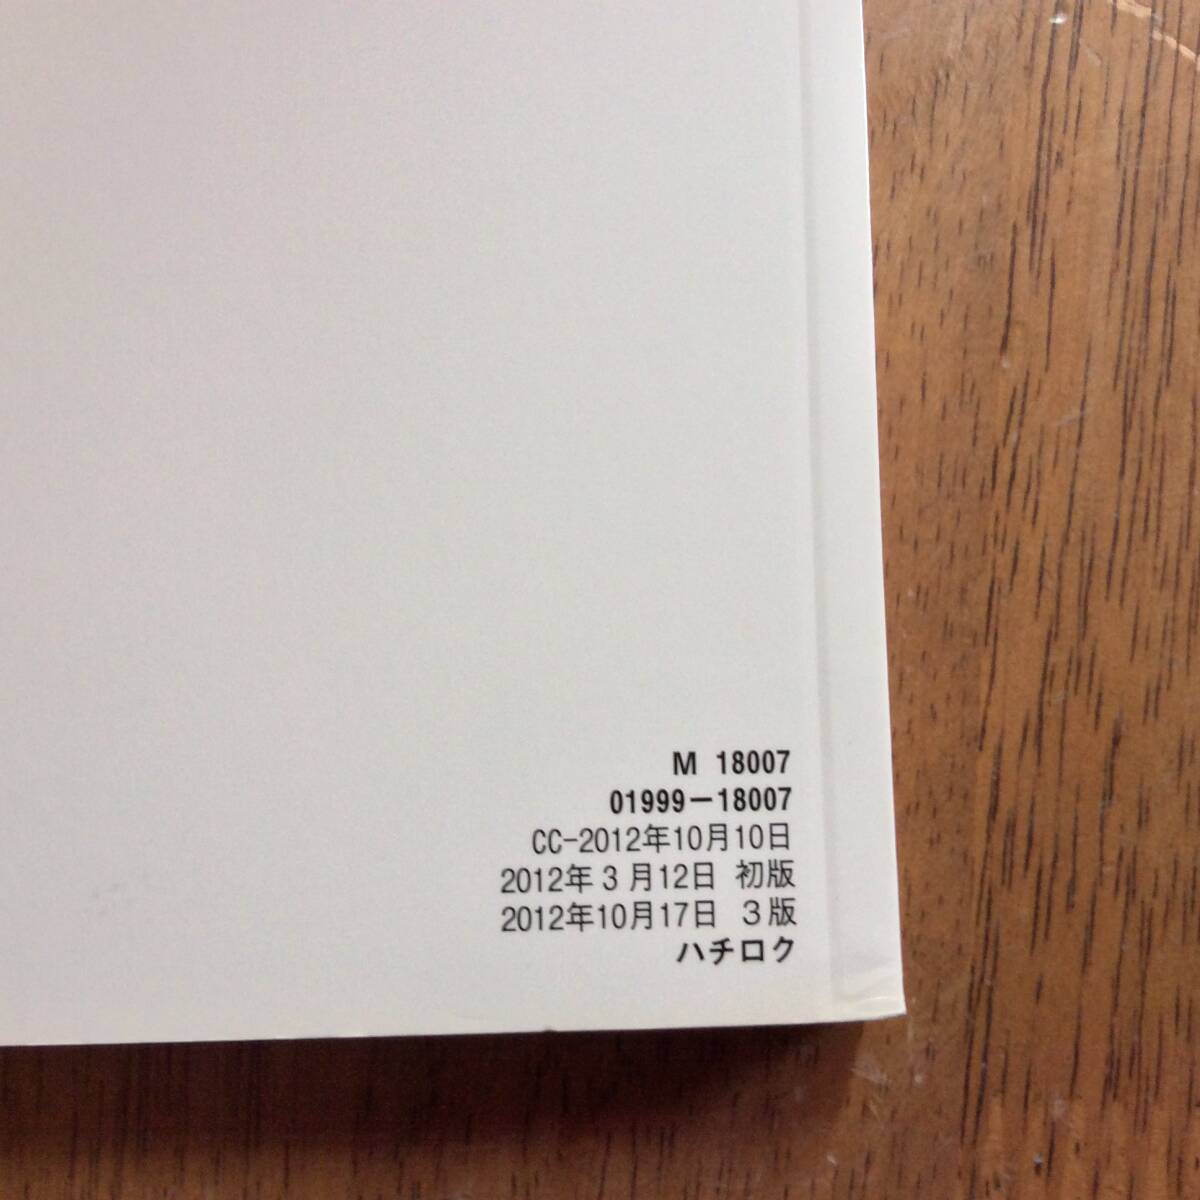 M 18007
01999-18007
CC-2012年10月10日
2012年 3 月12日 初版
2012年10月17日 3版
ハチロク